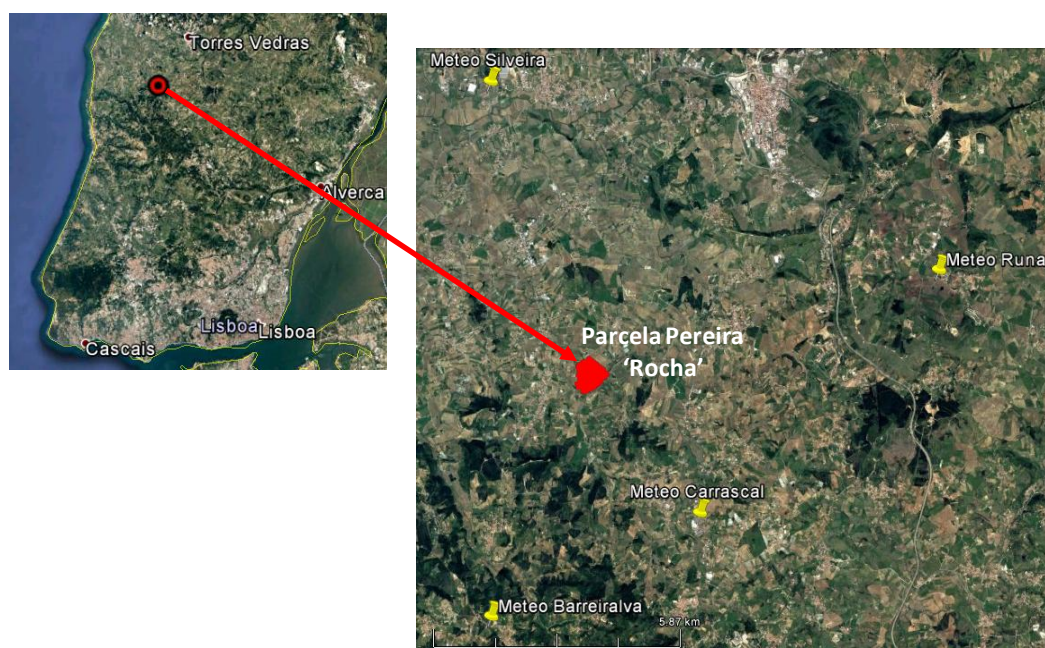 Torres Vedras
Alverca
Lisboa
Lisboa
Cascais
Meteo Silveira
Meteo Runa
Parçela Pereira
‘Rocha’
Meteo Carrascal
Meteo Barreiralva
5.87 km